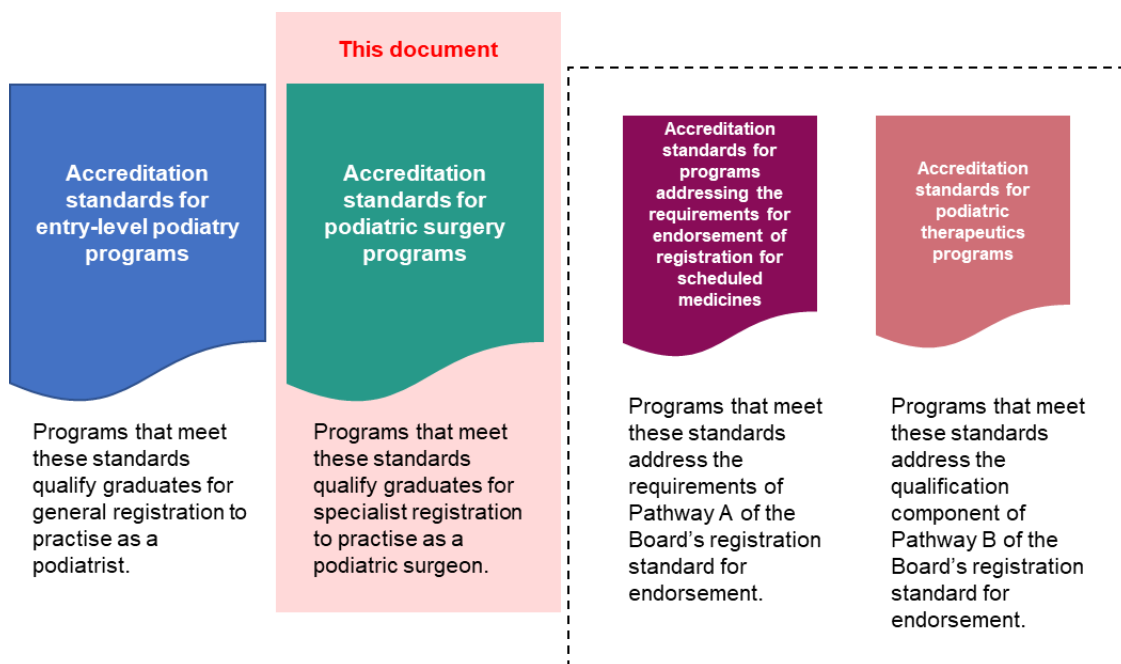 This document
Accreditation
standards for
entry-level podiatry
programs
Accreditation
standards for
podiatric surgery
programs
Accreditation
standards for
programs
addressing the
requirements for
endorsement of
registration for
scheduled
medicines
Accreditation
standards for
podiatric
therapeutics
programs
Programs that meet
these standards
qualify graduates for
general registration to
practise as a
podiatrist.
Programs that meet
these standards
qualify graduates for
specialist registration
to practise as a
podiatric surgeon.
Programs that meet
these standards
address the
requirements of
Pathway A of the
Board’s registration
standard for
endorsement.
Programs that meet
these standards
address the
qualification
component of
Pathway B of the
Board’s registration
standard for
endorsement.